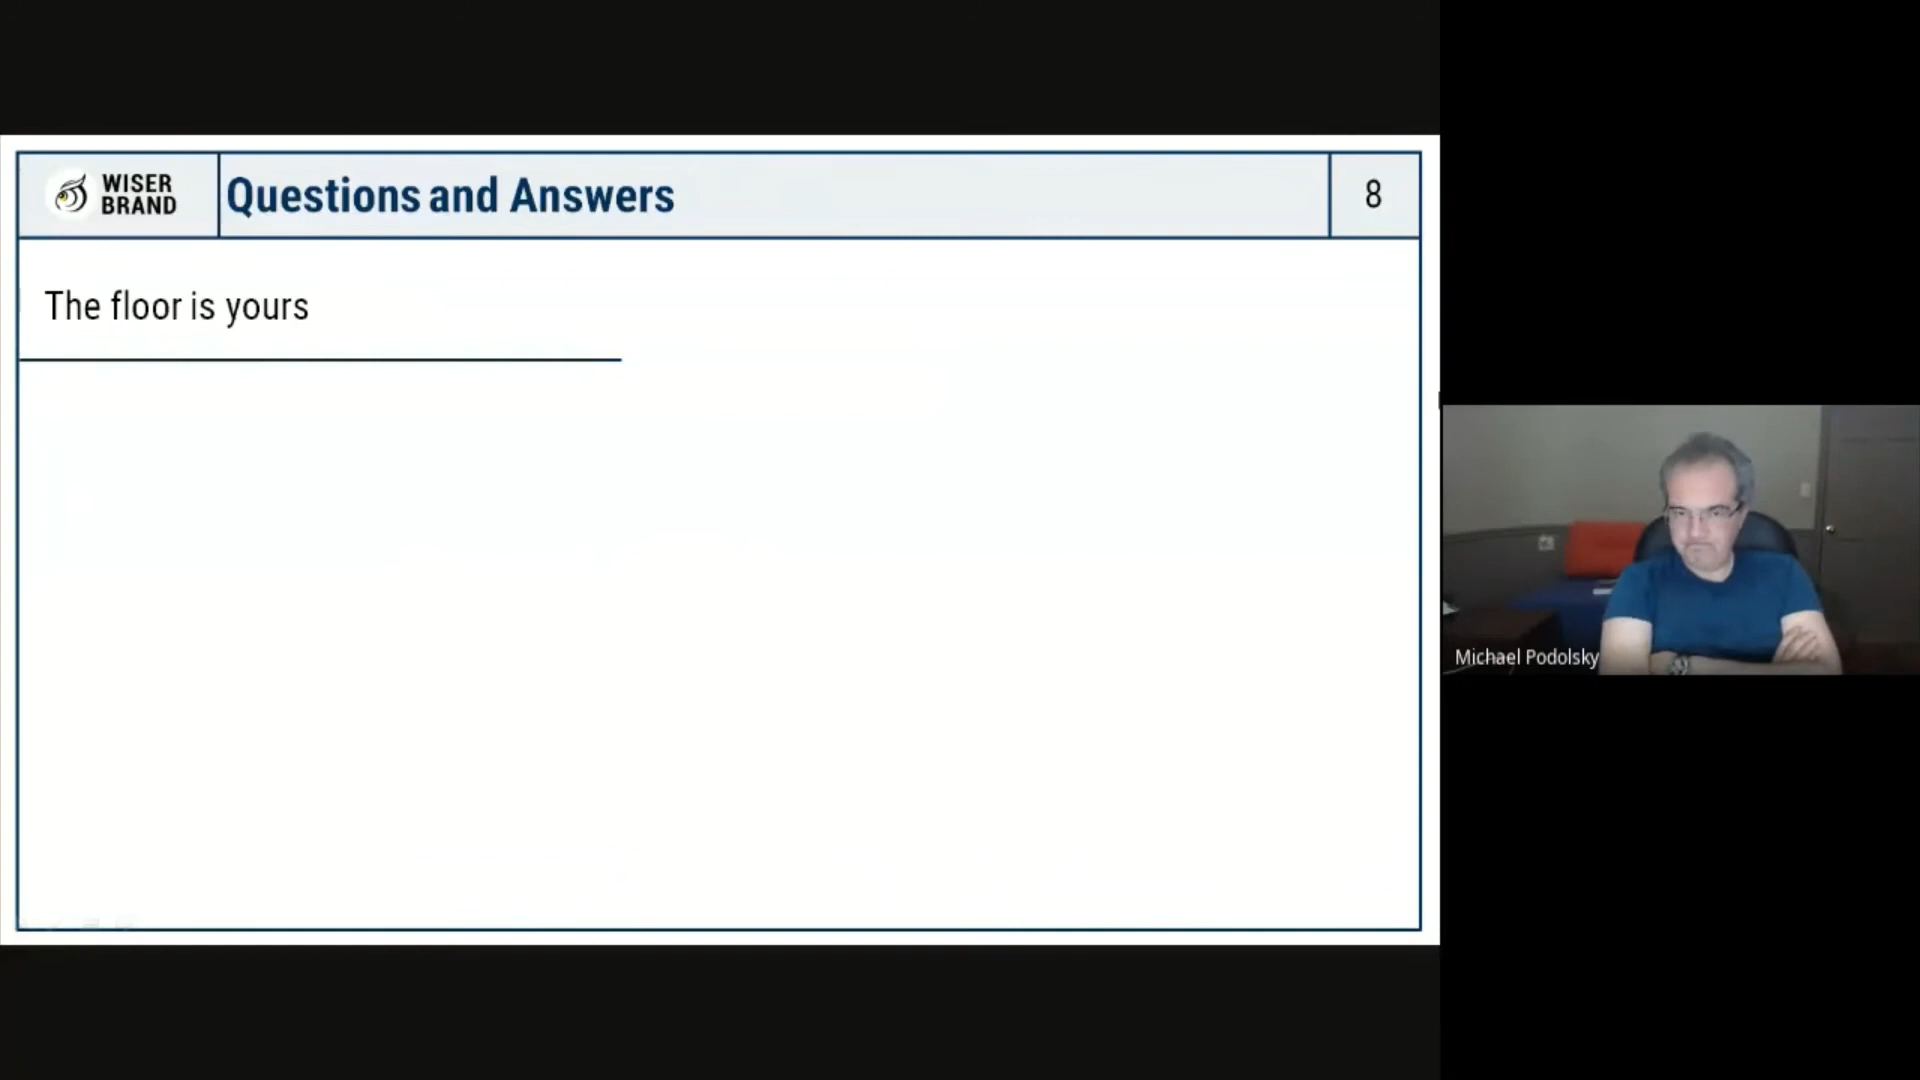 WISER
BRAND
Questions and Answers
8
The floor is yours
Michael Podolsky